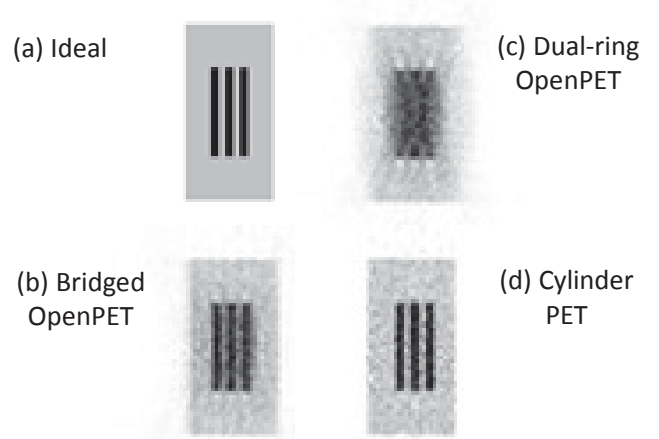 (a) Ideal
(c) Dual-ring
OpenPET
(b) Bridged
OpenPET
(d) Cylinder
PET